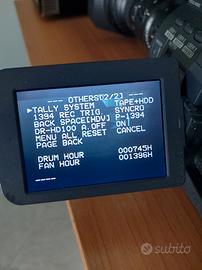 --- OTHERS[2/2] ---
▶TALLY SYSTEM TAPE+HDD
1394 REC TRIG SYNCRO
BACK SPACE[HDV] P-1394
DR-HD100 A.OFF ON
MENU ALL RESET CANCEL
PAGE BACK
DRUM HOUR 000745H
FAN HOUR 001396H
subito